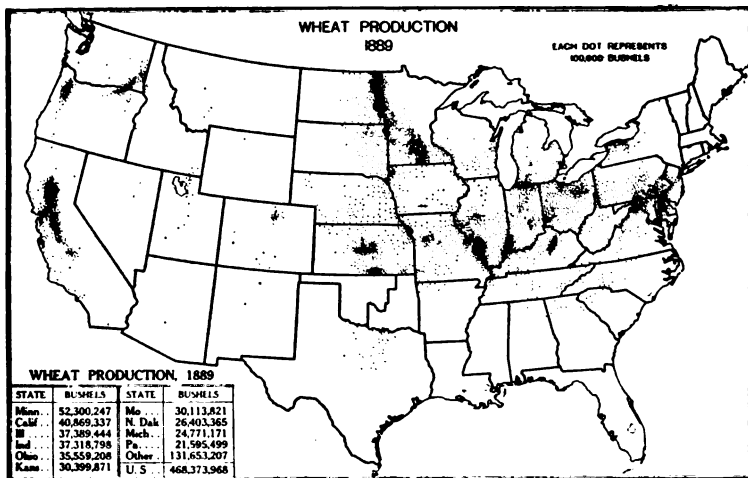 WHEAT PRODUCTION
1889
EACH DOT REPRESENTS
100,000 BUSHELS
WHEAT PRODUCTION, 1889
STATE BUSHELS STATE BUSHELS
Minn.. 52,300,247 Mo.... 30,113,821
Calif.. 40,869,337 N. Dak 26,403,365
Ill... 37,389,444 Mich... 24,771,171
Ind... 37,318,798 Pa.... 21,595,499
Ohio... 35,559,208 Other. 131,653,207
Kans.. 30,399,871 U. S. 468,373,968